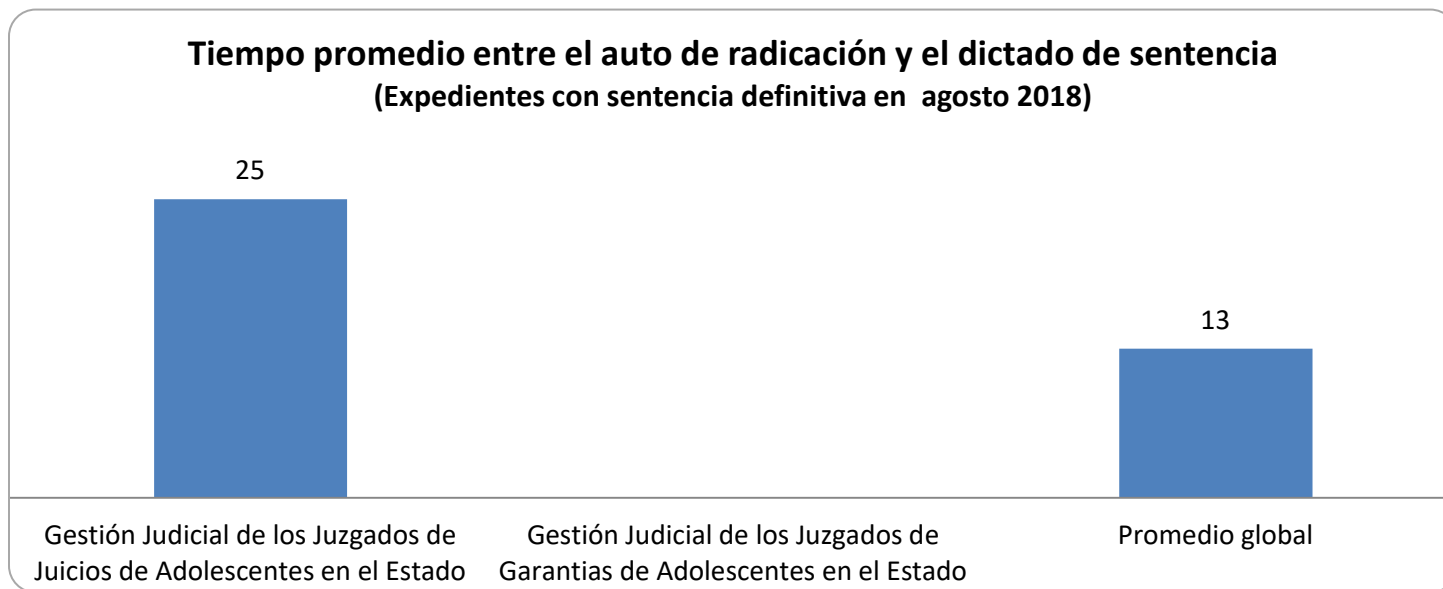 Tiempo promedio entre el auto de radicación y el dictado de sentencia
(Expedientes con sentencia definitiva en  agosto 2018)
25
13
Gestión Judicial de los Juzgados de
Juicios de Adolescentes en el Estado
Gestión Judicial de los Juzgados de
Garantias de Adolescentes en el Estado
Promedio global